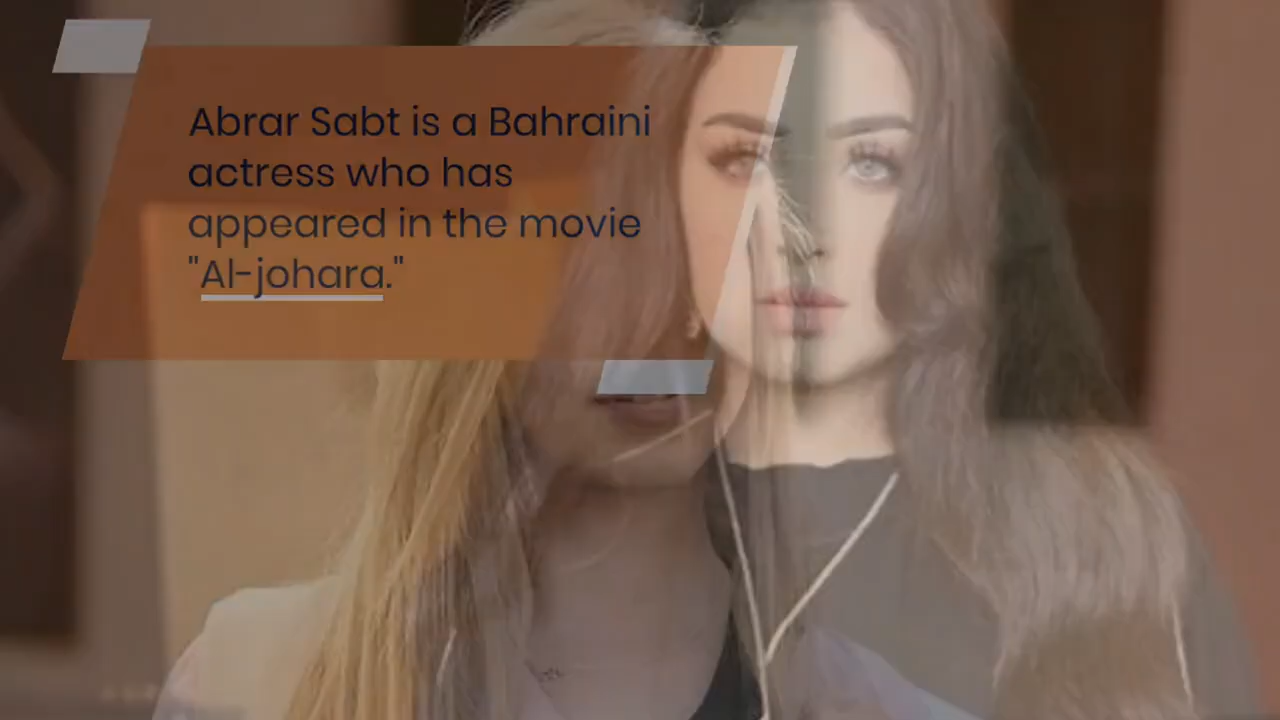 Abrar Sabt is a Bahraini
actress who has
appeared in the movie
"Al-johara."